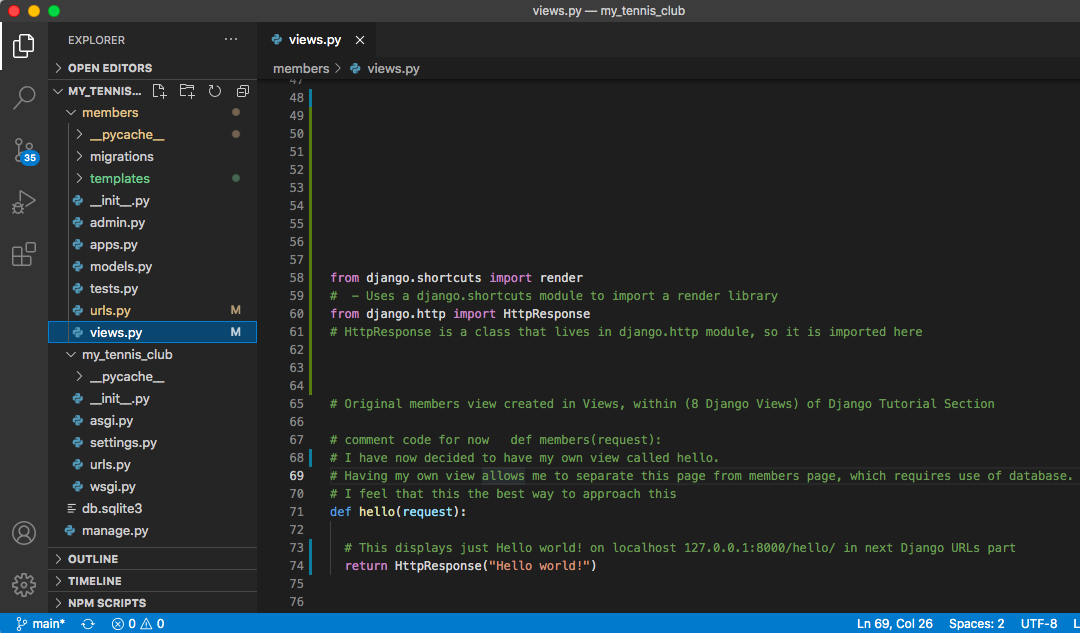 views.py — my_tennis_club
EXPLORER
views.py
OPEN EDITORS
members > views.py
MY_TENNIS...
members
__pycache__
migrations
templates
__init__.py
admin.py
apps.py
models.py
tests.py
urls.py M
views.py M
my_tennis_club
__pycache__
__init__.py
asgi.py
settings.py
urls.py
wsgi.py
db.sqlite3
manage.py
OUTLINE
TIMELINE
NPM SCRIPTS
35
47
48
49
50
51
52
53
54
55
56
57
58 from django.shortcuts import render
59 #  - Uses a django.shortcuts module to import a render library
60 from django.http import HttpResponse
61 # HttpResponse is a class that lives in django.http module, so it is imported here
62
63
64
65 # Original members view created in Views, within (8 Django Views) of Django Tutorial Section
66
67 # comment code for now   def members(request):
68 # I have now decided to have my own view called hello.
69 # Having my own view allows me to separate this page from members page, which requires use of database.
70 # I feel that this the best way to approach this
71 def hello(request):
72
73   # This displays just Hello world! on localhost 127.0.0.1:8000/hello/ in next Django URLs part
74   return HttpResponse("Hello world!")
75
76
main* 0 0 Ln 69, Col 26 Spaces: 2 UTF-8 L